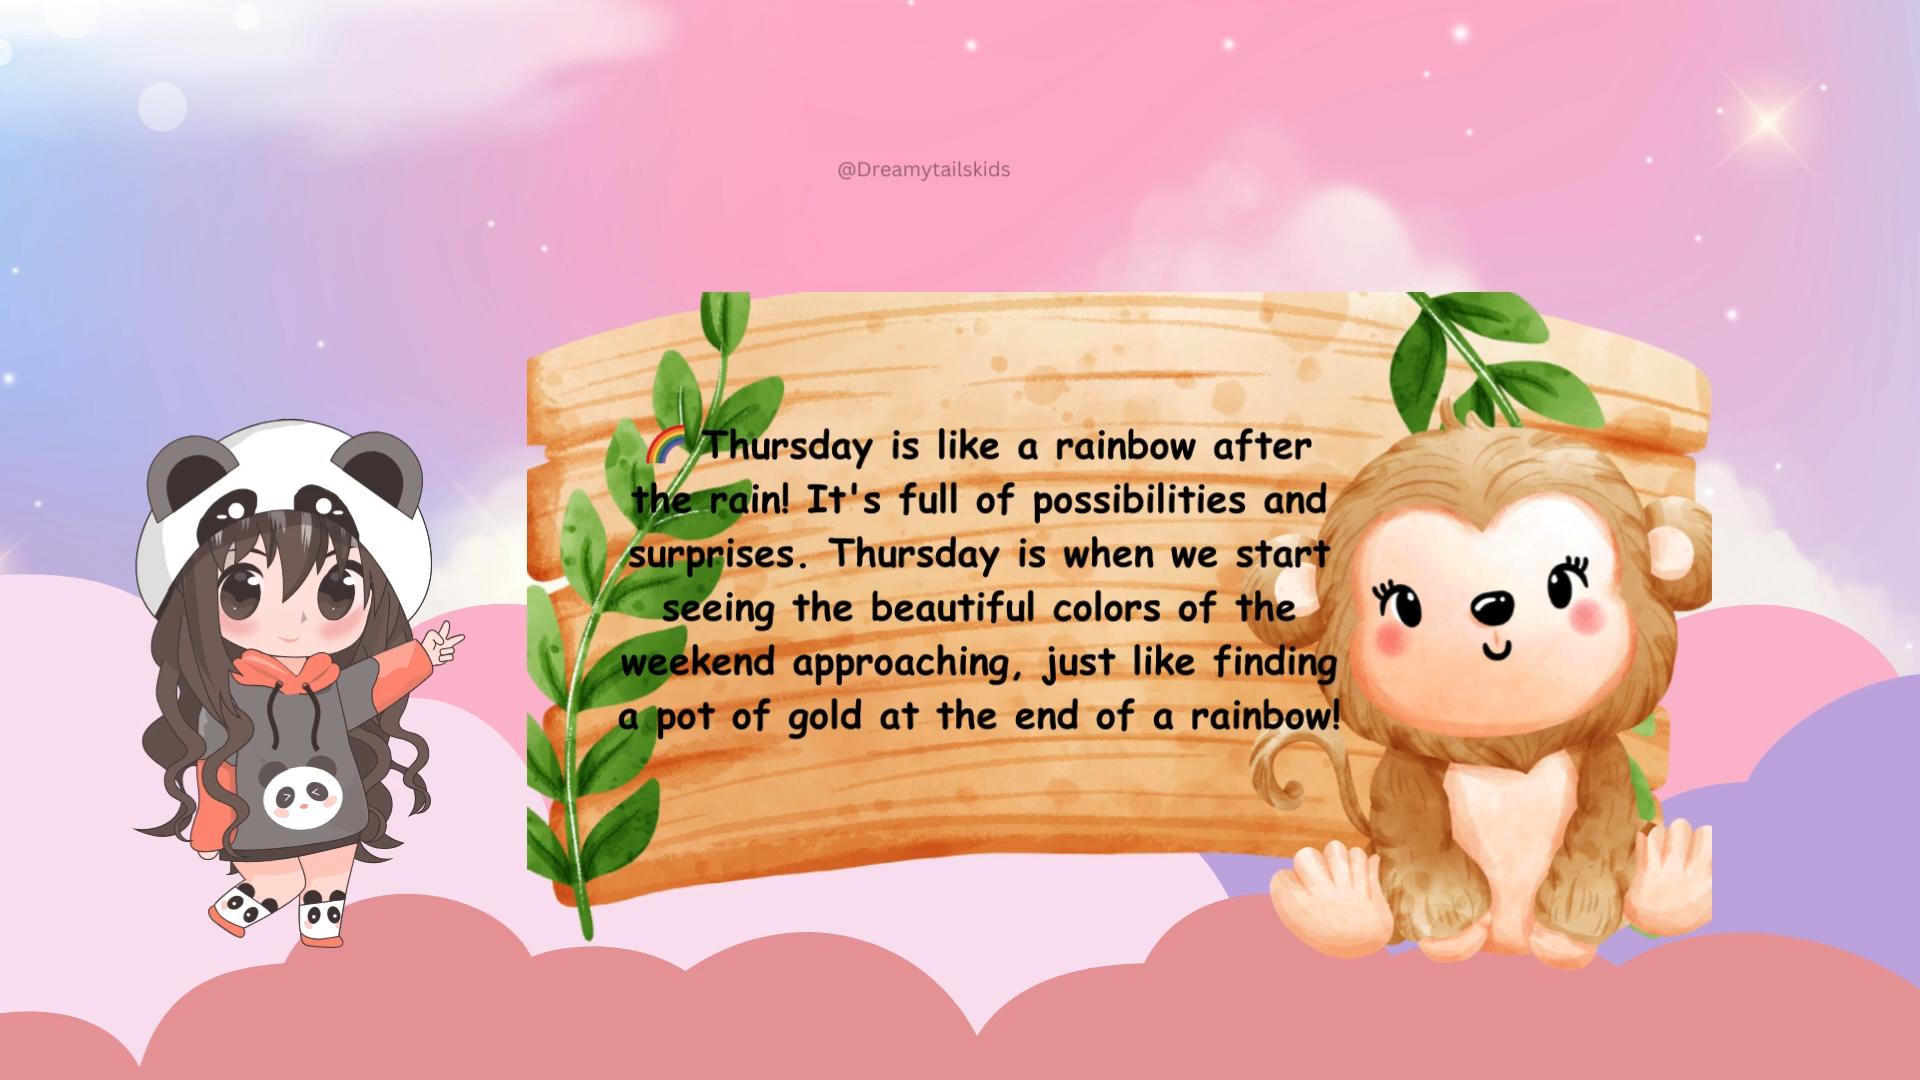 @Dreamytailskids
🌈 Thursday is like a rainbow after
the rain! It's full of possibilities and
surprises. Thursday is when we start
seeing the beautiful colors of the
weekend approaching, just like finding
a pot of gold at the end of a rainbow!